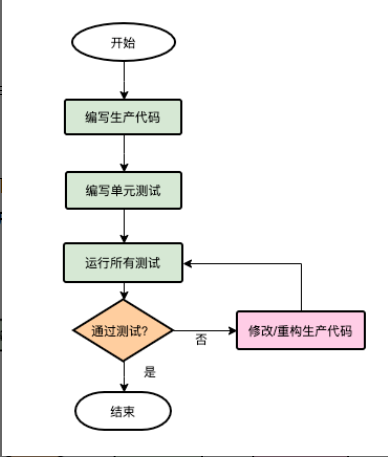 开始
编写生产代码
编写单元测试
运行所有测试
通过测试?
否
修改/重构生产代码
是
结束